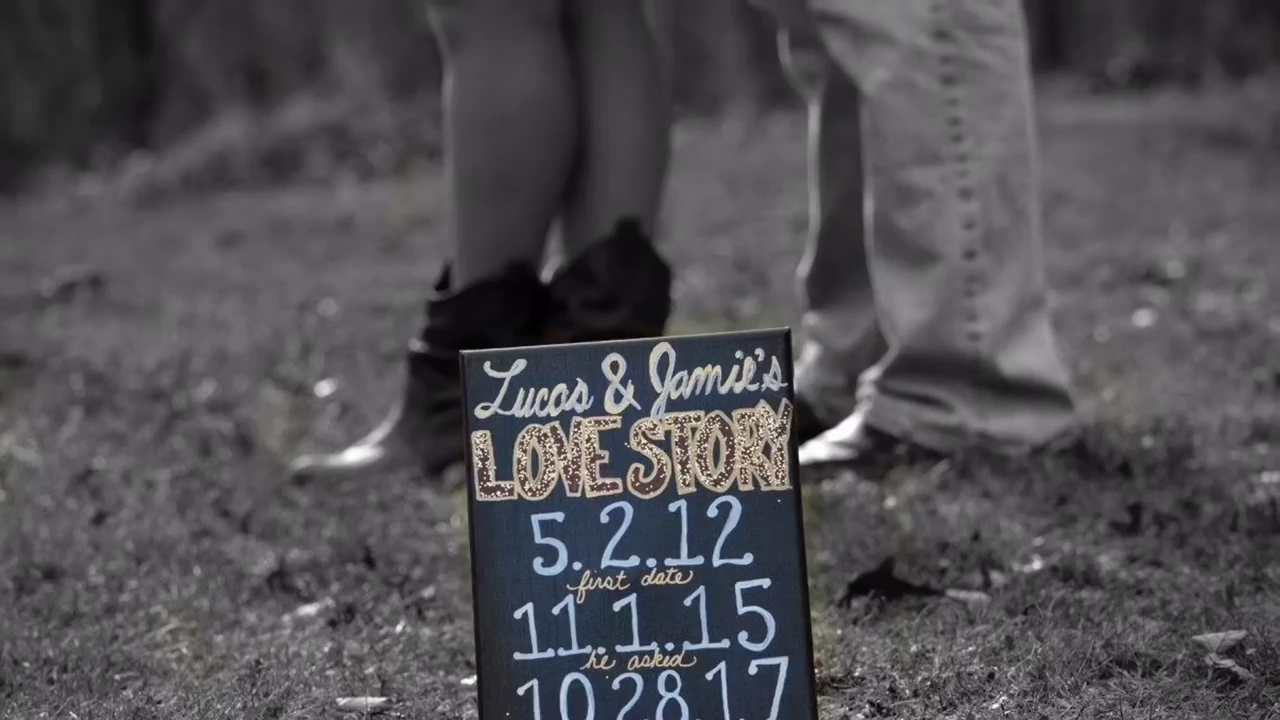 Lucas & Jamie's
LOVE STORY
5.2.12
first date
11.1.15
he asked
10.28.17